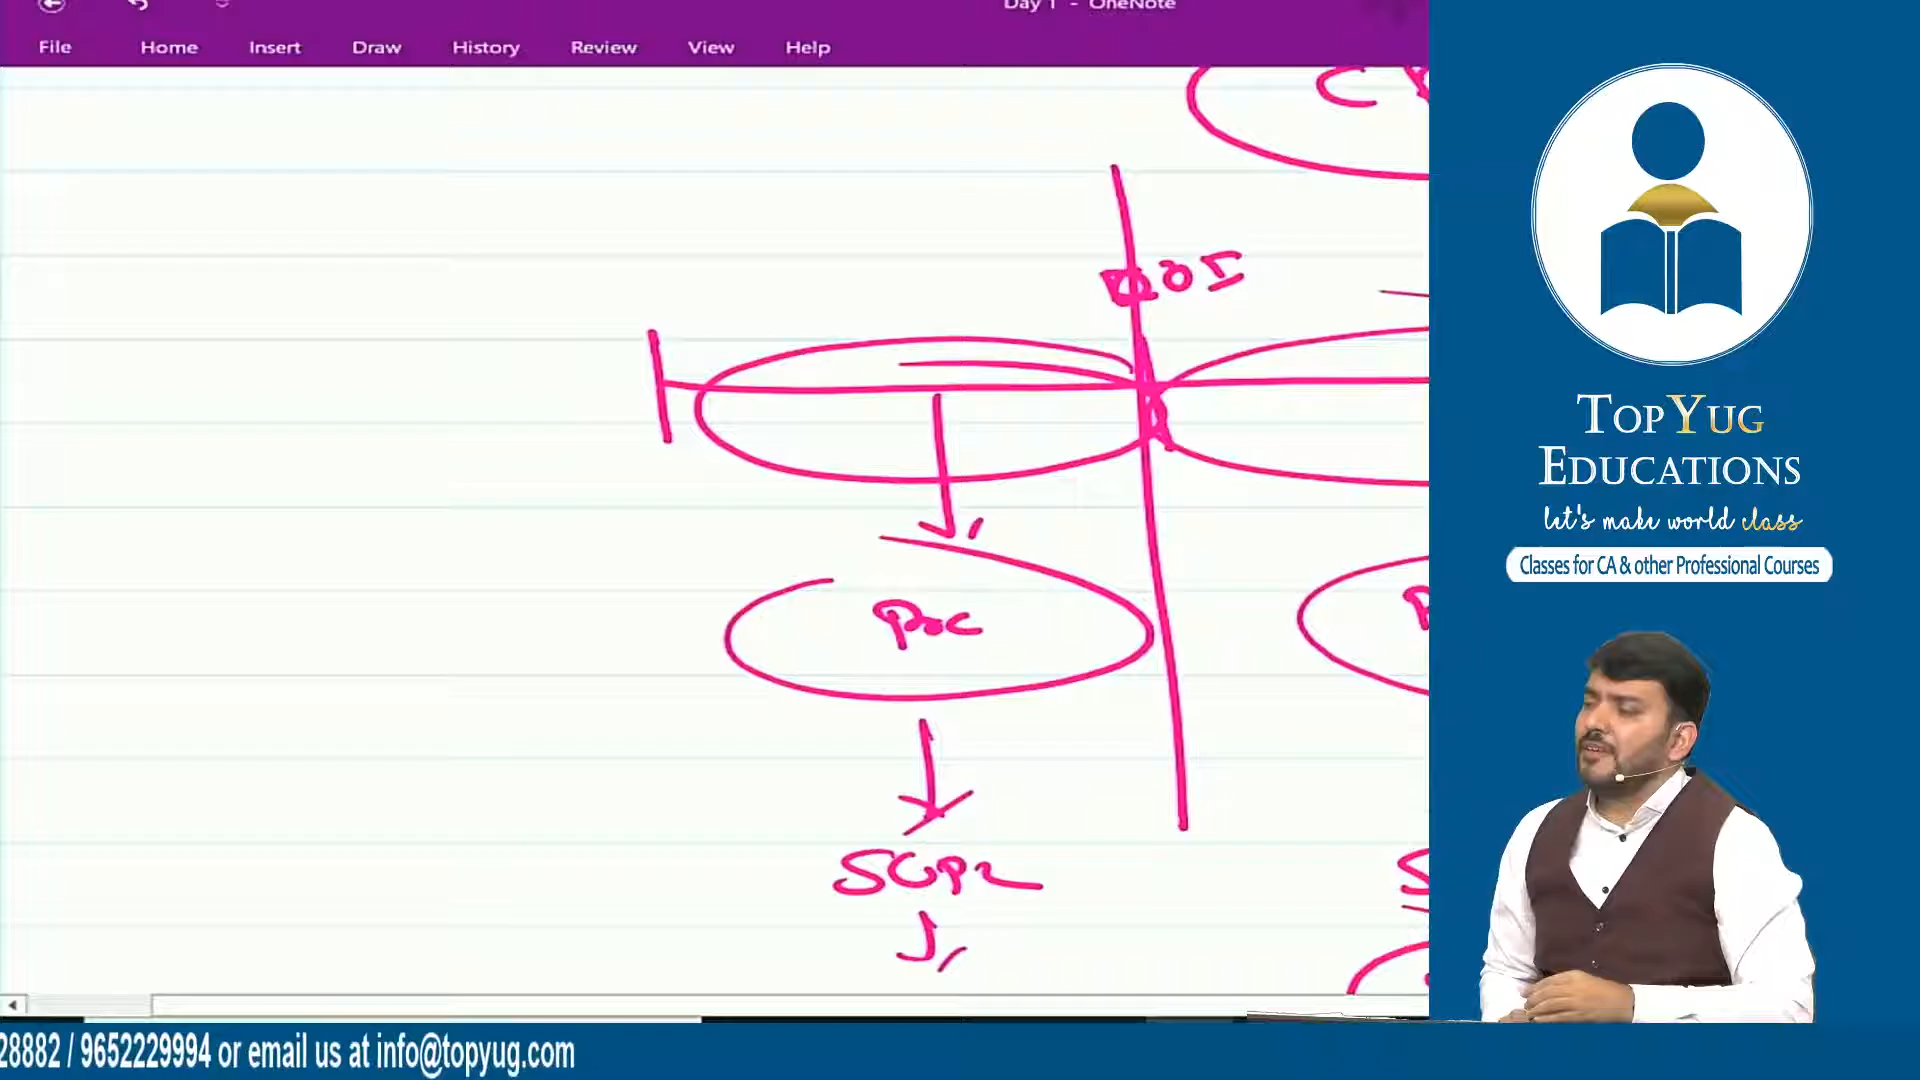 Day 1 - OneNote
File Home Insert Draw History Review View Help
C
DOI
POC
SCPL
TOPYUG
EDUCATIONS
let's make world class
Classes for CA & other Professional Courses
28882 / 9652229994 or email us at info@topyug.com